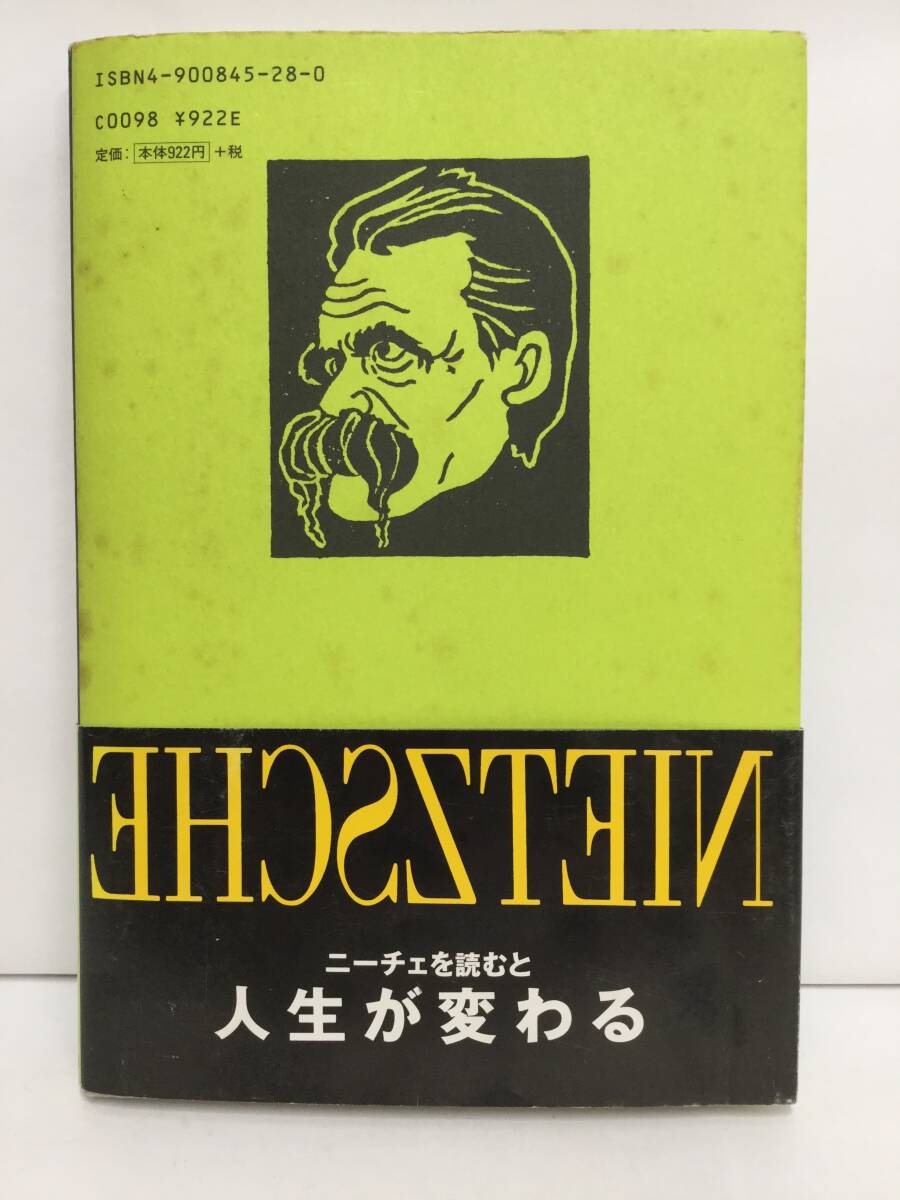 ISBN4-900845-28-0
C0098 ¥922E
定価: 本体922円 +税
NIETZSCHE
ニーチェを読むと
人生が変わる